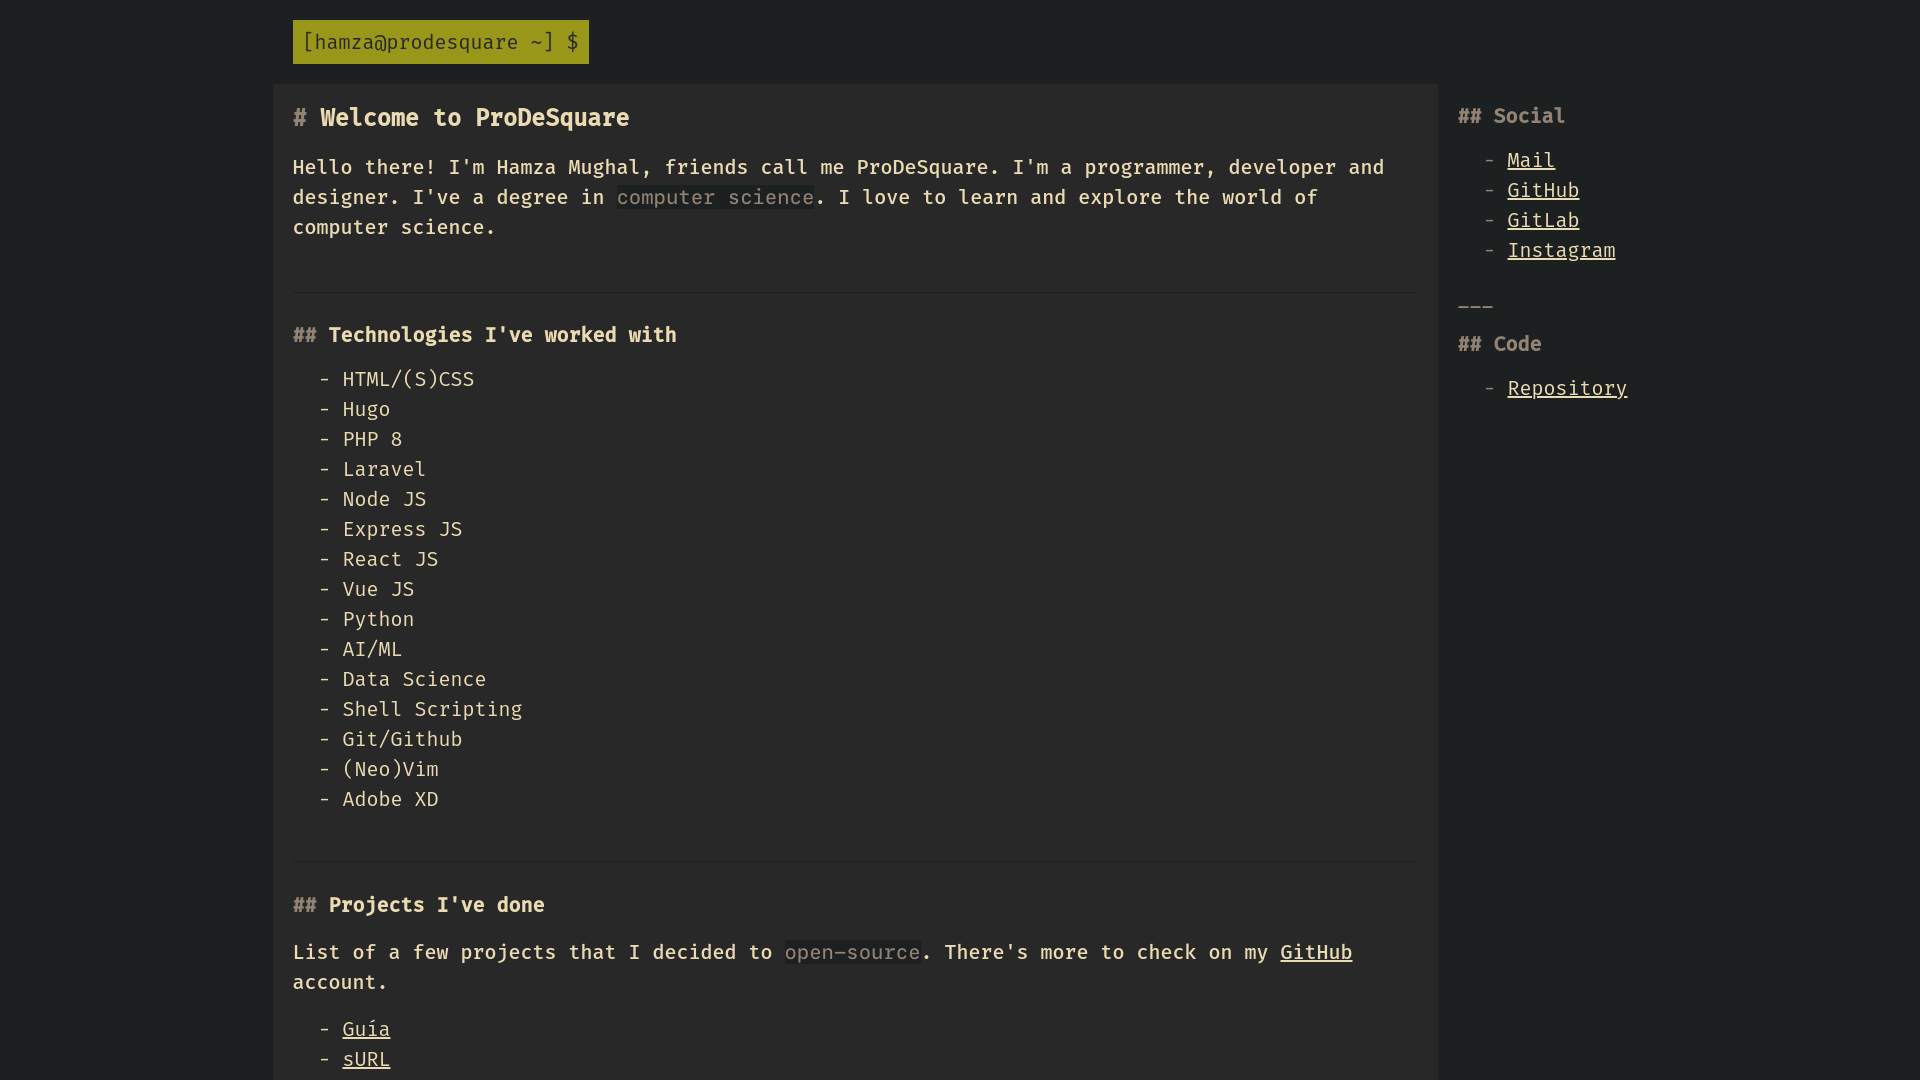 [hamza@prodesquare ~] $
# Welcome to ProDeSquare
Hello there! I'm Hamza Mughal, friends call me ProDeSquare. I'm a programmer, developer and
designer. I've a degree in computer science. I love to learn and explore the world of
computer science.
## Technologies I've worked with
- HTML/(S)CSS
- Hugo
- PHP 8
- Laravel
- Node JS
- Express JS
- React JS
- Vue JS
- Python
- AI/ML
- Data Science
- Shell Scripting
- Git/Github
- (Neo)Vim
- Adobe XD
## Projects I've done
List of a few projects that I decided to open-source. There's more to check on my GitHub
account.
- Guía
- sURL
## Social
- Mail
- GitHub
- GitLab
- Instagram
---
## Code
- Repository